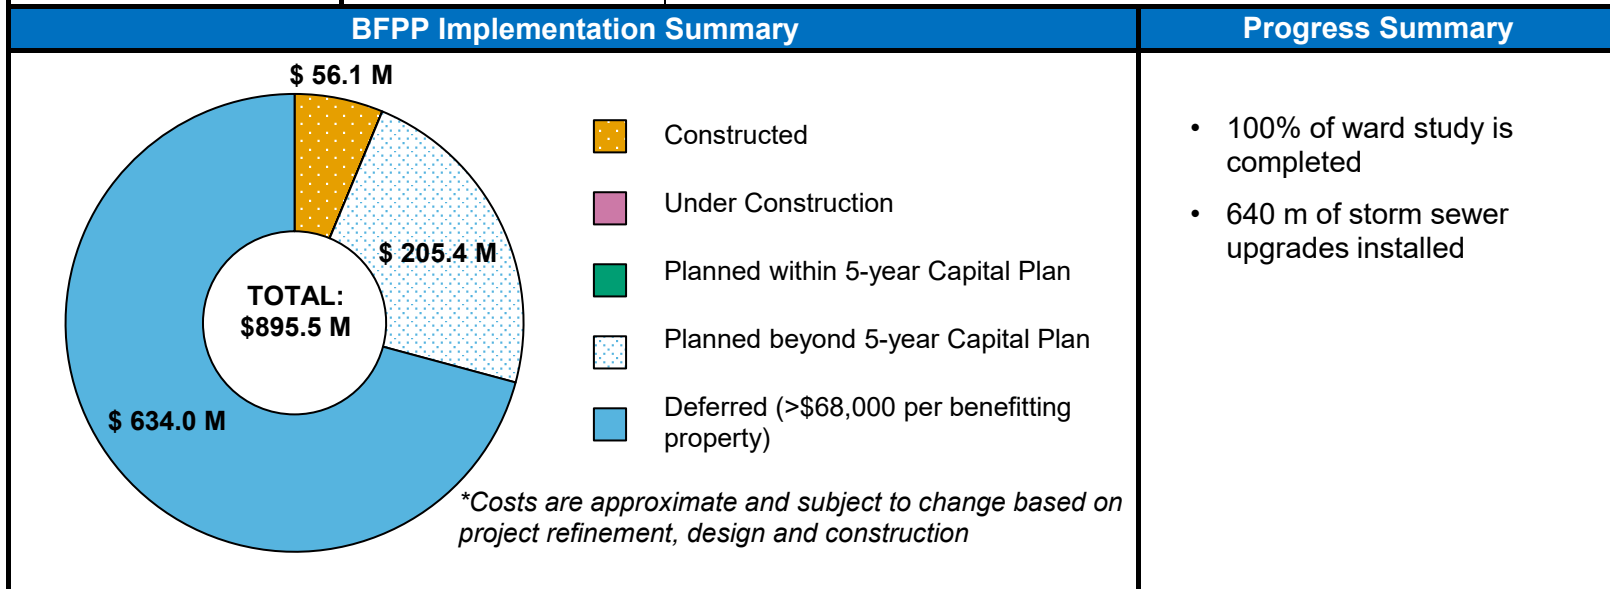 BFPP Implementation Summary
Progress Summary
$ 56.1 M
$ 205.4 M
TOTAL:
$895.5 M
$ 634.0 M
Constructed
Under Construction
Planned within 5-year Capital Plan
Planned beyond 5-year Capital Plan
Deferred (>$68,000 per benefitting
property)
*Costs are approximate and subject to change based on
project refinement, design and construction
• 100% of ward study is
completed
• 640 m of storm sewer
upgrades installed